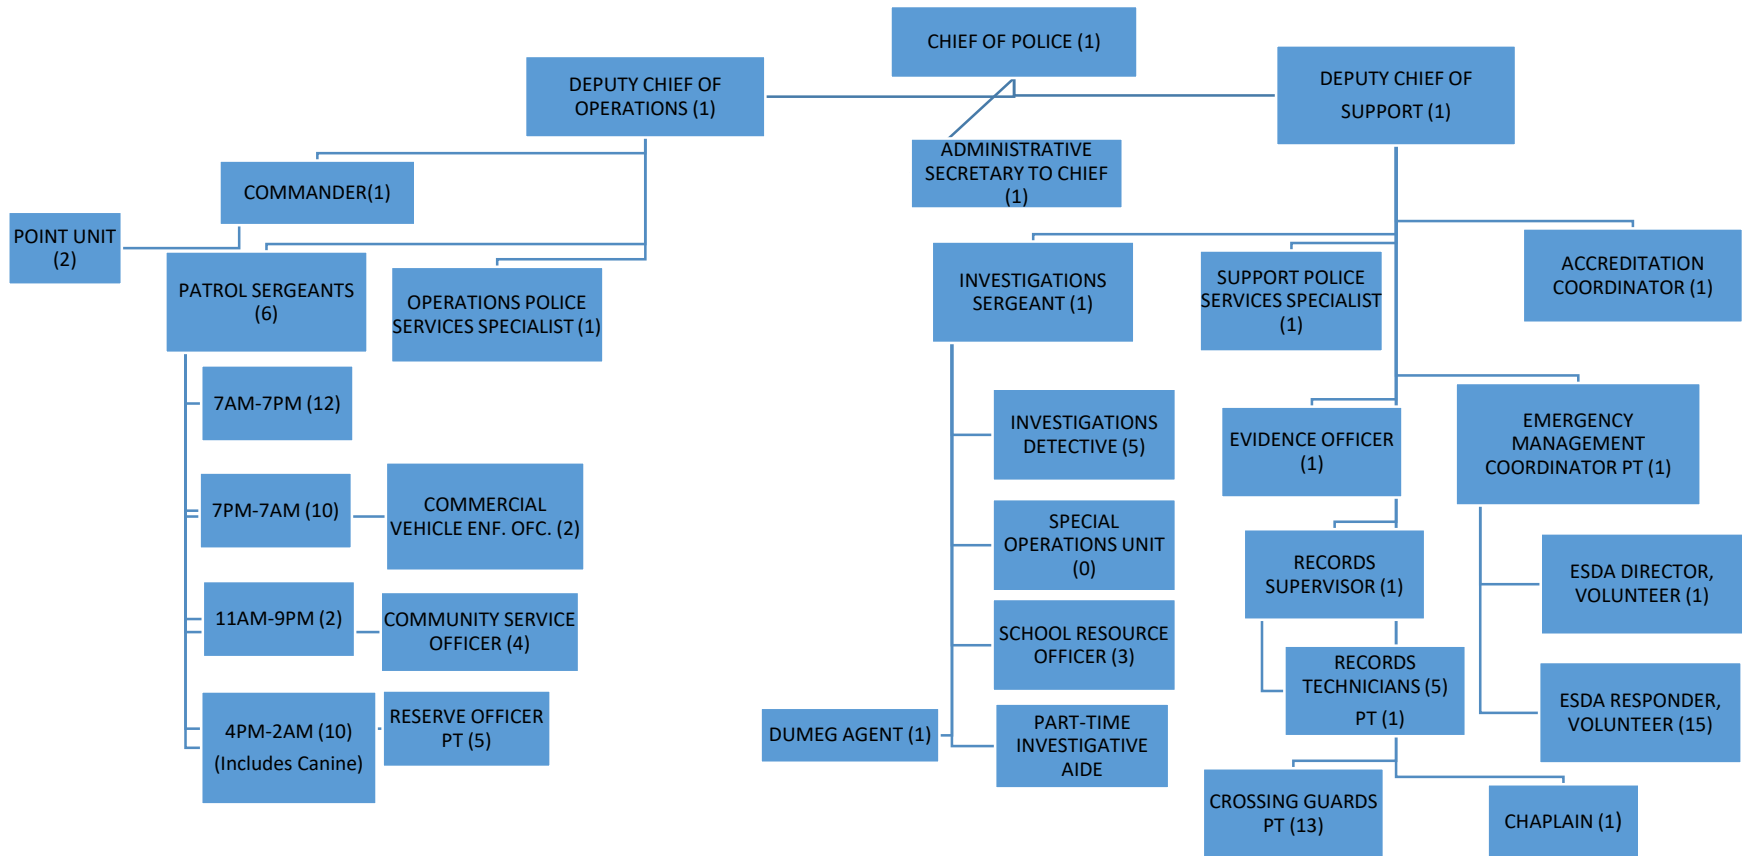 CHIEF OF POLICE (1)
DEPUTY CHIEF OF
OPERATIONS (1)
DEPUTY CHIEF OF
SUPPORT (1)
ADMINISTRATIVE
SECRETARY TO CHIEF
(1)
COMMANDER(1)
POINT UNIT
(2)
PATROL SERGEANTS
(6)
OPERATIONS POLICE
SERVICES SPECIALIST (1)
INVESTIGATIONS
SERGEANT (1)
SUPPORT POLICE
SERVICES SPECIALIST
(1)
ACCREDITATION
COORDINATOR (1)
7AM-7PM (12)
7PM-7AM (10)
COMMERCIAL
VEHICLE ENF. OFC. (2)
11AM-9PM (2)
COMMUNITY SERVICE
OFFICER (4)
4PM-2AM (10)
(Includes Canine)
RESERVE OFFICER
PT (5)
INVESTIGATIONS
DETECTIVE (5)
SPECIAL
OPERATIONS UNIT
(0)
SCHOOL RESOURCE
OFFICER (3)
DUMEG AGENT (1)
PART-TIME
INVESTIGATIVE
AIDE
EVIDENCE OFFICER
(1)
EMERGENCY
MANAGEMENT
COORDINATOR PT (1)
RECORDS
SUPERVISOR (1)
ESDA DIRECTOR,
VOLUNTEER (1)
RECORDS
TECHNICIANS (5)
PT (1)
ESDA RESPONDER,
VOLUNTEER (15)
CROSSING GUARDS
PT (13)
CHAPLAIN (1)